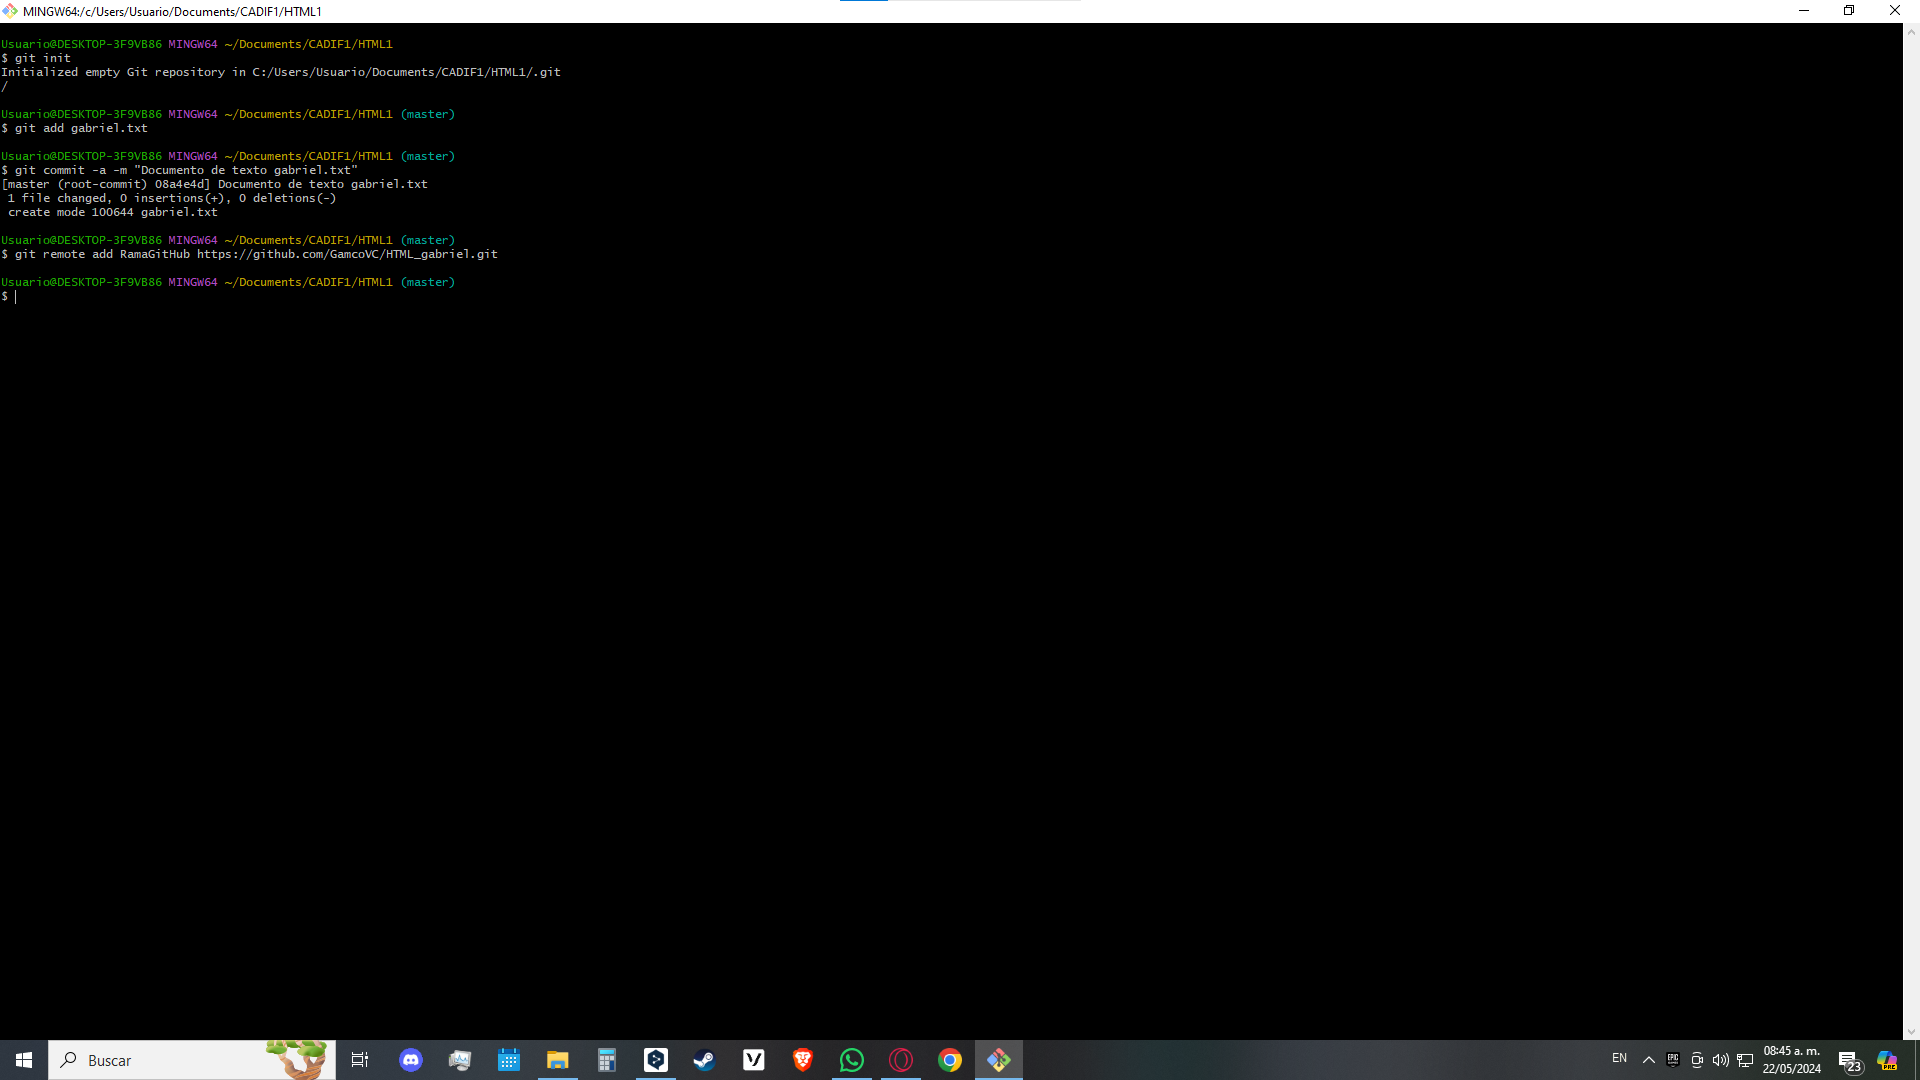 MINGW64:/c/Users/Usuario/Documents/CADIF1/HTML1
Usuario@DESKTOP-3F9VB86 MINGW64 ~/Documents/CADIF1/HTML1
$ git init
Initialized empty Git repository in C:/Users/Usuario/Documents/CADIF1/HTML1/.git
/
Usuario@DESKTOP-3F9VB86 MINGW64 ~/Documents/CADIF1/HTML1 (master)
$ git add gabriel.txt
Usuario@DESKTOP-3F9VB86 MINGW64 ~/Documents/CADIF1/HTML1 (master)
$ git commit -a -m "Documento de texto gabriel.txt"
[master (root-commit) 08a4e4d] Documento de texto gabriel.txt
1 file changed, 0 insertions(+), 0 deletions(-)
create mode 100644 gabriel.txt
Usuario@DESKTOP-3F9VB86 MINGW64 ~/Documents/CADIF1/HTML1 (master)
$ git remote add RamaGitHub https://github.com/GamcoVC/HTML_gabriel.git
Usuario@DESKTOP-3F9VB86 MINGW64 ~/Documents/CADIF1/HTML1 (master)
$
Buscar
EN
EPIC
08:45 a. m.
22/05/2024
23
PRE